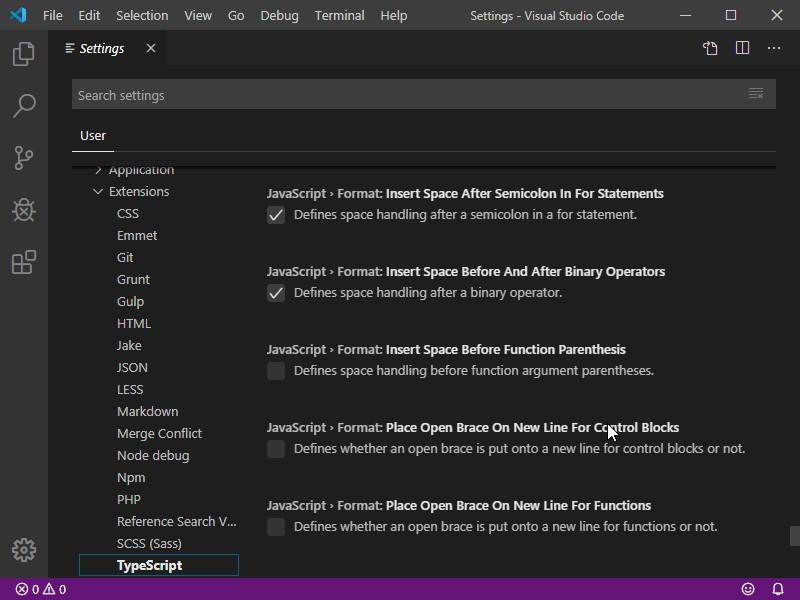 File Edit Selection View Go Debug Terminal Help Settings - Visual Studio Code
Settings
Search settings
User
Application
Extensions
CSS
Emmet
Git
Grunt
Gulp
HTML
Jake
JSON
LESS
Markdown
Merge Conflict
Node debug
Npm
PHP
Reference Search V...
SCSS (Sass)
TypeScript
JavaScript › Format: Insert Space After Semicolon In For Statements
Defines space handling after a semicolon in a for statement.
JavaScript › Format: Insert Space Before And After Binary Operators
Defines space handling after a binary operator.
JavaScript › Format: Insert Space Before Function Parenthesis
Defines space handling before function argument parentheses.
JavaScript › Format: Place Open Brace On New Line For Control Blocks
Defines whether an open brace is put onto a new line for control blocks or not.
JavaScript › Format: Place Open Brace On New Line For Functions
Defines whether an open brace is put onto a new line for functions or not.
0 0